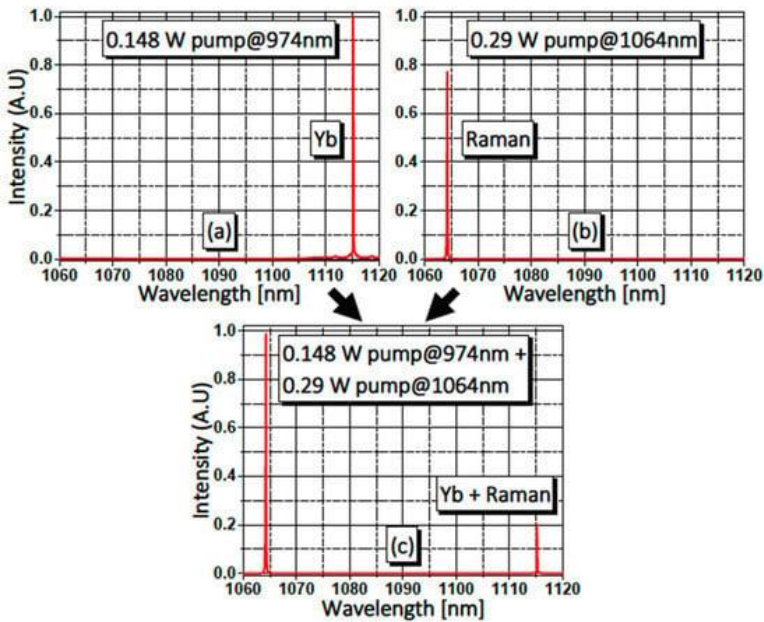 1.0
0.148 W pump@974nm
0.8
0.6
Yb
0.4
0.2
(a)
0.0
1060 1070 1080 1090 1100 1110 1120
Wavelength [nm]
Intensity (A.U)
1.0
0.29 W pump@1064nm
0.8
0.6
Raman
0.4
0.2
(b)
0.0
1060 1070 1080 1090 1100 1110 1120
Wavelength [nm]
1.0
0.148 W pump@974nm +
0.29 W pump@1064nm
0.8
0.6
0.4
Yb + Raman
0.2
(c)
0.0
1060 1070 1080 1090 1100 1110 1120
Wavelength [nm]
Intensity (A.U)